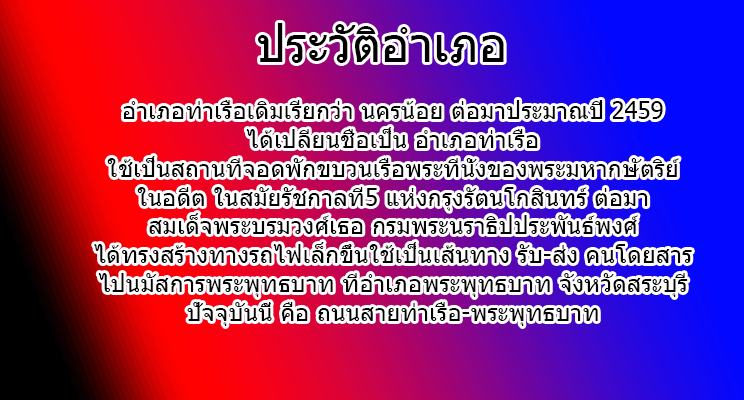 ประวัติอำเภอ
อำเภอท่าเรือเดิมเรียกว่า นครน้อย ต่อมาประมาณปี 2459
ได้เปลี่ยนชื่อเป็น อำเภอท่าเรือ
ใช้เป็นสถานที่จอดพักขบวนเรือพระที่นั่งของพระมหากษัตริย์
ในอดีต ในสมัยรัชกาลที่5 แห่งกรุงรัตนโกสินทร์ ต่อมา
สมเด็จพระบรมวงศ์เธอ กรมพระนราธิปประพันธ์พงศ์
ได้ทรงสร้างทางรถไฟเล็กขึ้นใช้เป็นเส้นทาง รับ-ส่ง คนโดยสาร
ไปนมัสการพระพุทธบาท ที่อำเภอพระพุทธบาท จังหวัดสระบุรี
ปัจจุบันนี้ คือ ถนนสายท่าเรือ-พระพุทธบาท